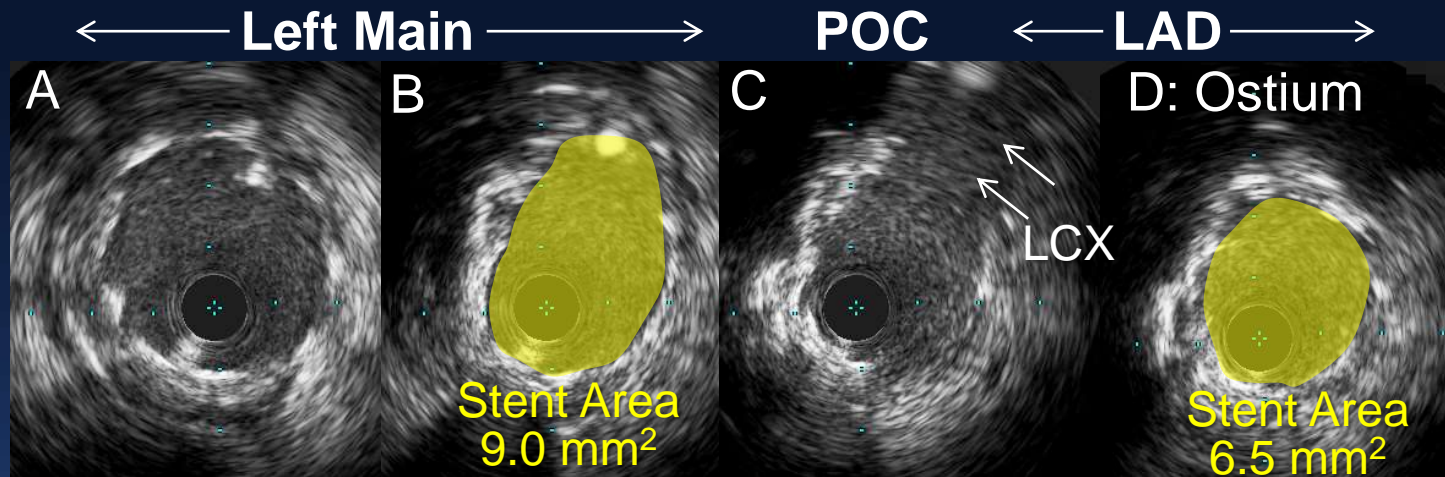 Left Main
POC
LAD
A
B
C
D: Ostium
LCX
Stent Area
9.0 mm²
Stent Area
6.5 mm²